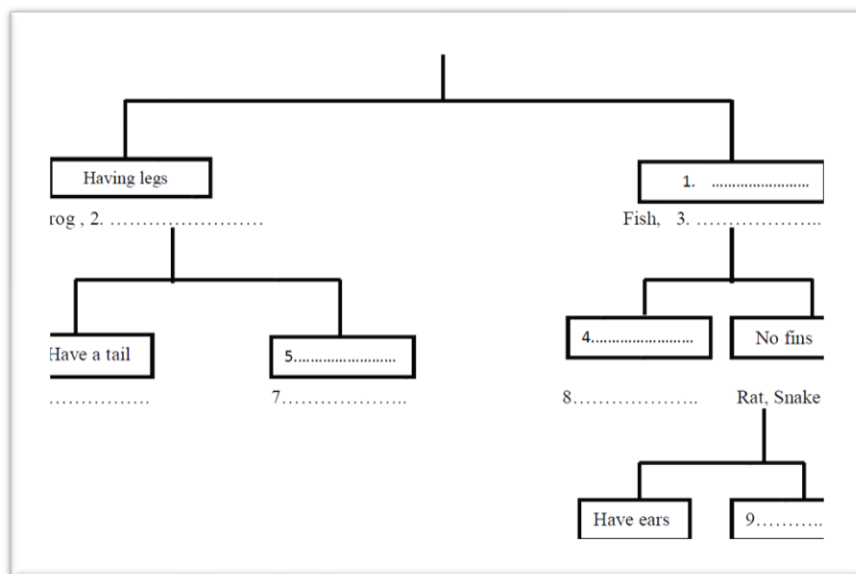 Having legs
1. ........................
rog , 2. ……………………
Fish, 3. ………………..
Have a tail
5.........................
4.........................
No fins
……………
7………………..
8………………..
Rat, Snake
Have ears
9………..